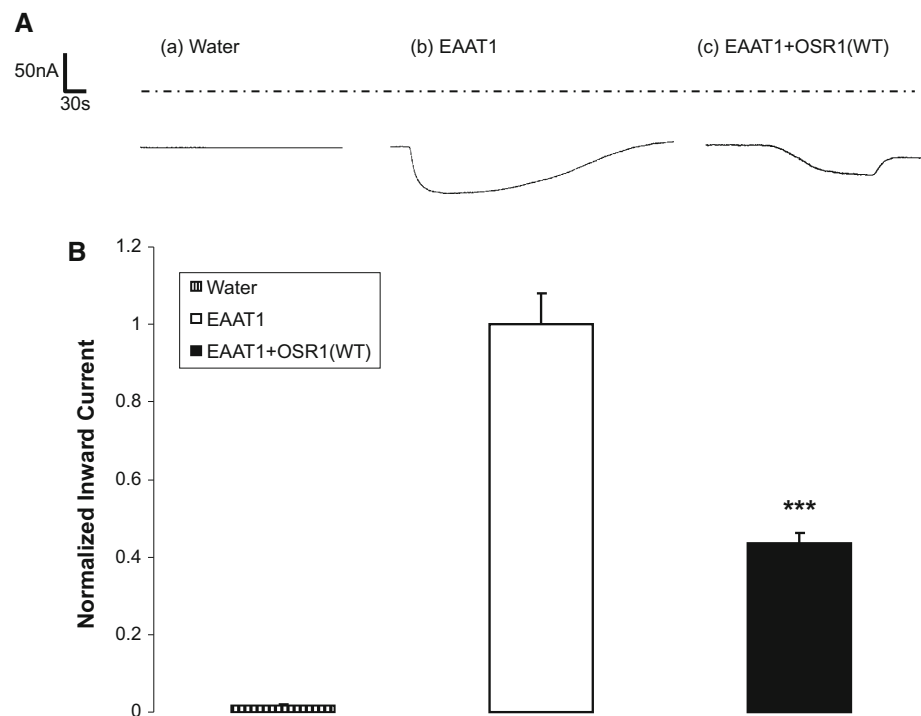 A
(a) Water
(b) EAAT1
(c) EAAT1+OSR1(WT)
50nA
30s
B
1.2
1
0.8
0.6
0.4
0.2
0
Normalized Inward Current
Water
EAAT1
EAAT1+OSR1(WT)
***